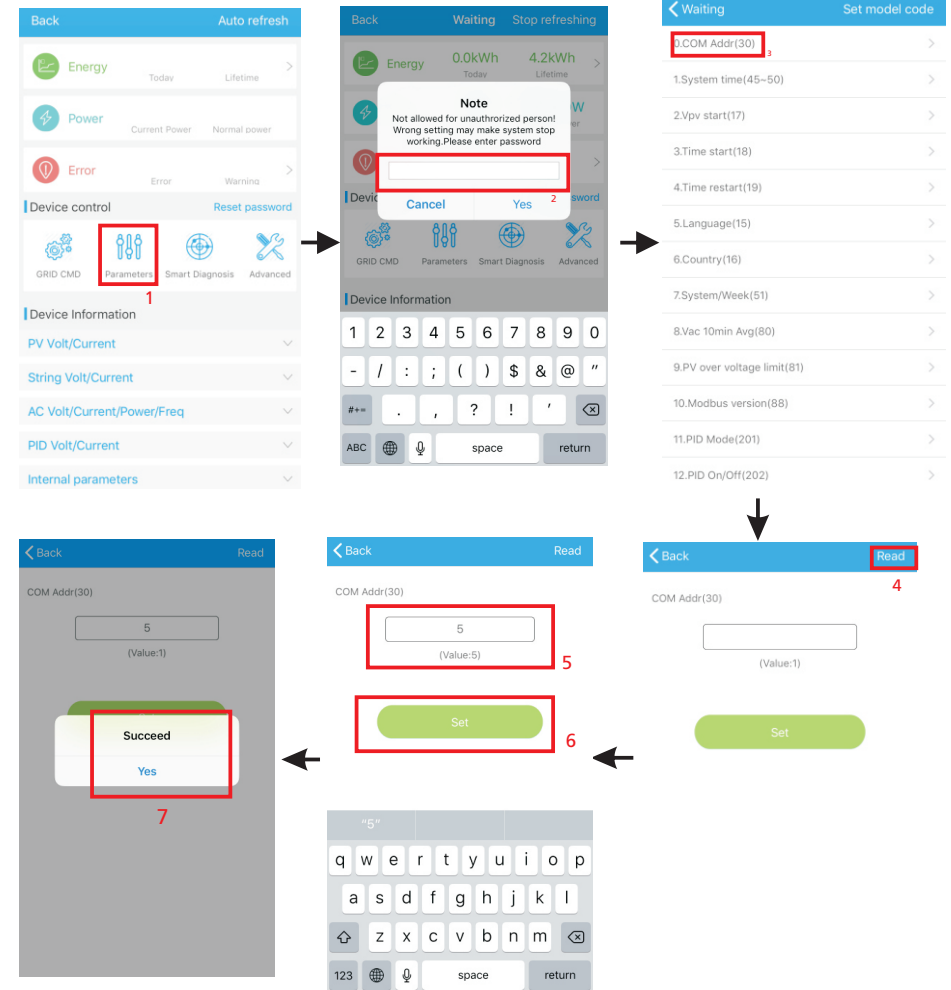 Back Auto refresh
Energy
Today Lifetime
Power
Current Power Normal power
Error
Error Warning
Device control Reset password
GRID CMD Parameters Smart Diagnosis Advanced
1
Device Information
PV Volt/Current
String Volt/Current
AC Volt/Current/Power/Freq
PID Volt/Current
Internal parameters
Back Waiting Stop refreshing
Energy 0.0kWh 4.2kWh
Today Lifetime
Note
Not allowed for unauthrorized person!
Wrong setting may make system stop
working.Please enter password
Cancel Yes 2
GRID CMD Parameters Smart Diagnosis Advanced
Device Information
1 2 3 4 5 6 7 8 9 0
- / : ; ( ) $ & @ "
#+= . , ? ! '
ABC space return
Waiting Set model code
0.COM Addr(30)
3
1.System time(45~50)
2.Vpv start(17)
3.Time start(18)
4.Time restart(19)
5.Language(15)
6.Country(16)
7.System/Week(51)
8.Vac 10min Avg(80)
9.PV over voltage limit(81)
10.Modbus version(88)
11.PID Mode(201)
12.PID On/Off(202)
Back Read
4
COM Addr(30)
(Value:1)
Set
Back Read
COM Addr(30)
5
(Value:5)
5
Set
6
"5"
q w e r t y u i o p
a s d f g h j k l
z x c v b n m
123 space return
Back Read
COM Addr(30)
5
(Value:1)
Succeed
Yes
7